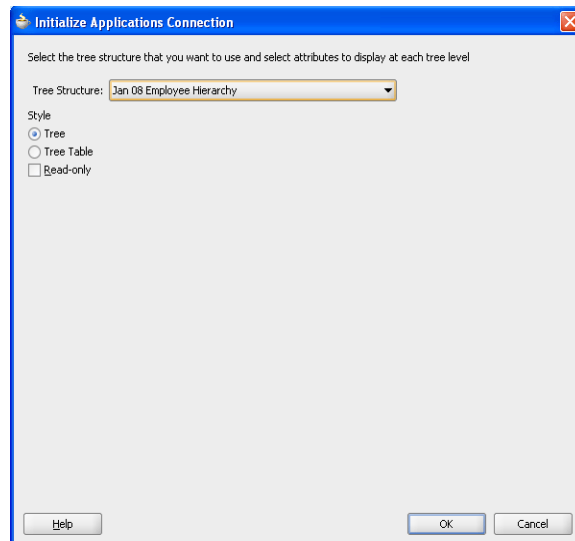 Initialize Applications Connection
Select the tree structure that you want to use and select attributes to display at each tree level
Tree Structure: Jan 08 Employee Hierarchy
Style
Tree
Tree Table
Read-only
Help OK Cancel